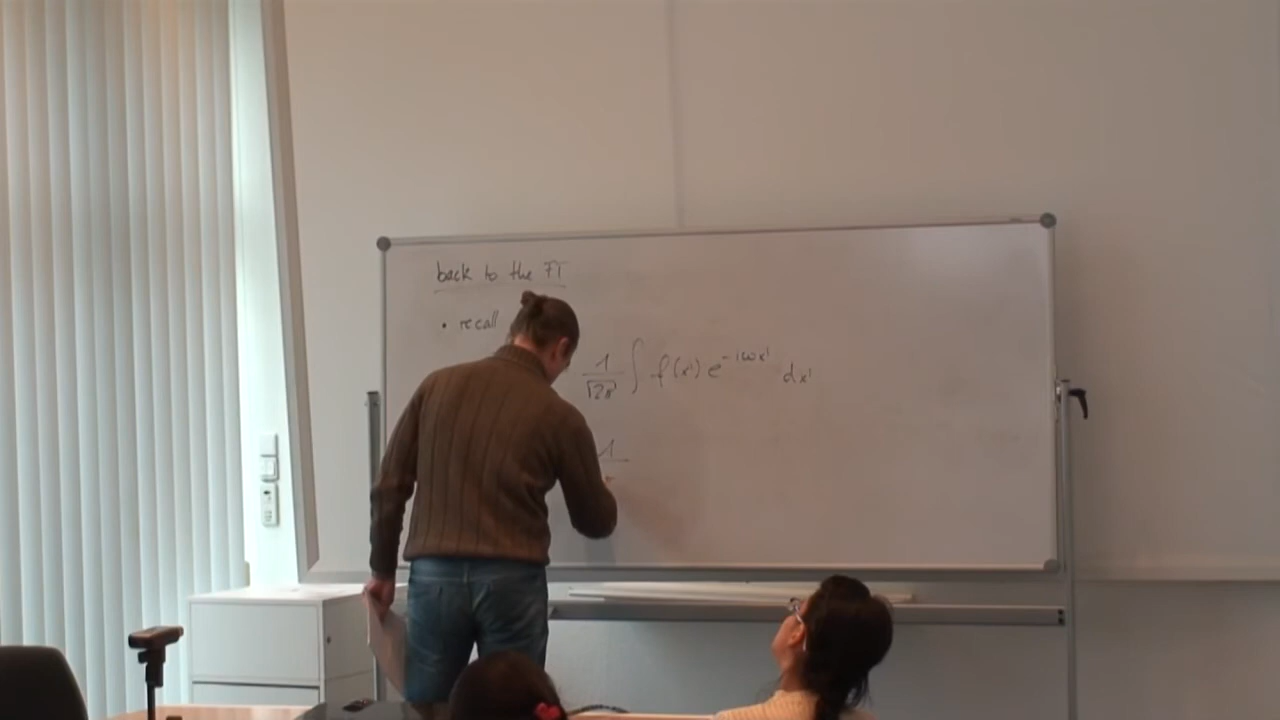 back to the FT
• recall
1/√2π ∫ f(x') e^{-iωx'} dx'
1